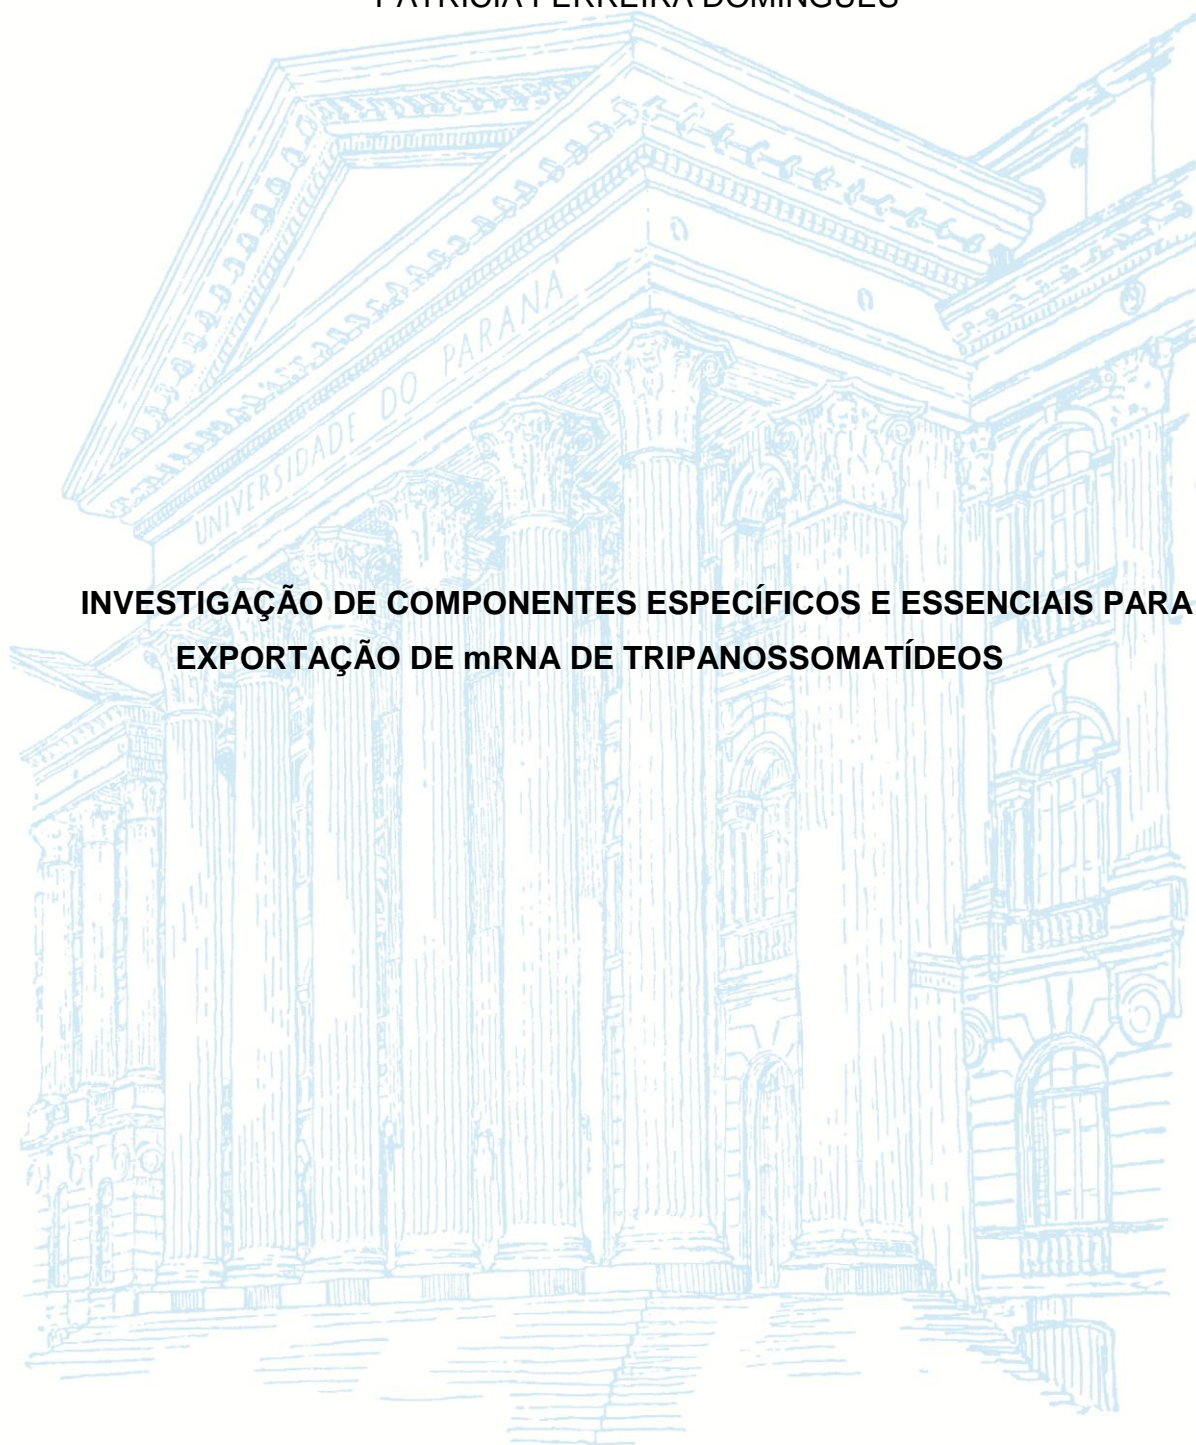 PATRÍCIA FERREIRA DOMINGUES
UNIVERSIDADE DO PARANÁ
INVESTIGAÇÃO DE COMPONENTES ESPECÍFICOS E ESSENCIAIS PARA
EXPORTAÇÃO DE mRNA DE TRIPANOSSOMATÍDEOS